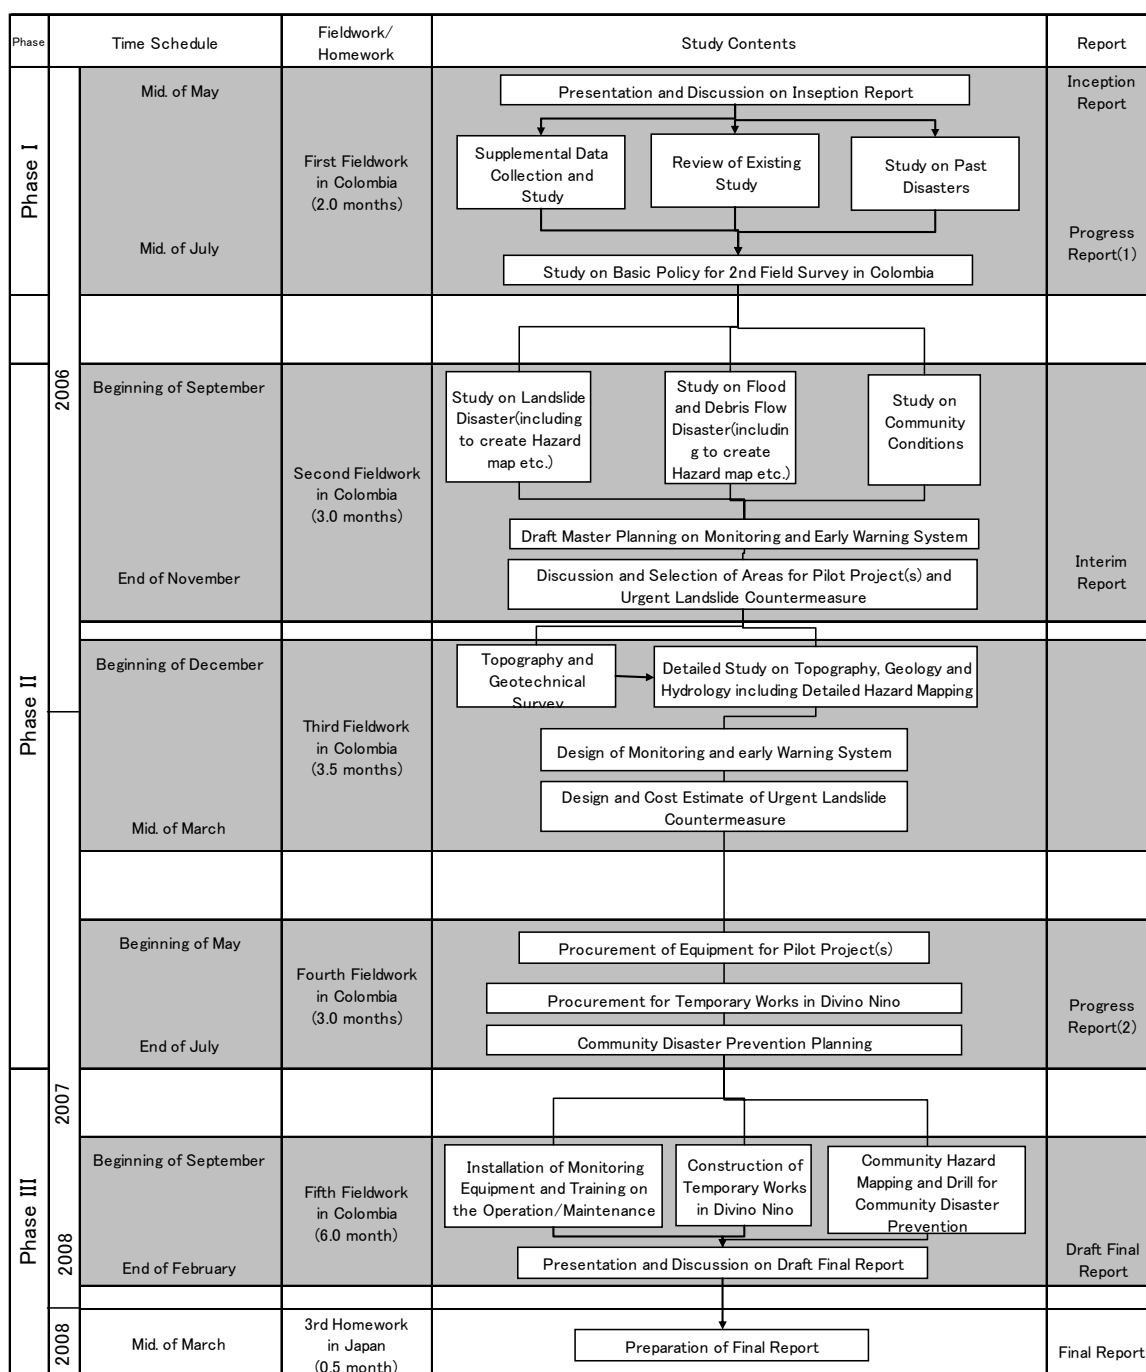 Phase
Time Schedule
Fieldwork/
Homework
Study Contents
Report
Phase I
2006
Mid. of May
First Fieldwork
in Colombia
(2.0 months)
Presentation and Discussion on Inseption Report
Inception
Report
Supplemental Data
Collection and
Study
Review of Existing
Study
Study on Past
Disasters
Mid. of July
Progress
Report(1)
Study on Basic Policy for 2nd Field Survey in Colombia
Phase II
Beginning of September
Second Fieldwork
in Colombia
(3.0 months)
Study on Landslide
Disaster(including
to create Hazard
map etc.)
Study on Flood
and Debris Flow
Disaster(includin
g to create
Hazard map etc.)
Study on
Community
Conditions
Draft Master Planning on Monitoring and Early Warning System
End of November
Discussion and Selection of Areas for Pilot Project(s) and
Urgent Landslide Countermeasure
Interim
Report
Beginning of December
Third Fieldwork
in Colombia
(3.5 months)
Topography and
Geotechnical
Survey
Detailed Study on Topography, Geology and
Hydrology including Detailed Hazard Mapping
Design of Monitoring and early Warning System
Design and Cost Estimate of Urgent Landslide
Countermeasure
Mid. of March
2007
Beginning of May
Fourth Fieldwork
in Colombia
(3.0 months)
Procurement of Equipment for Pilot Project(s)
Procurement for Temporary Works in Divino Nino
Community Disaster Prevention Planning
End of July
Progress
Report(2)
Phase III
Beginning of September
Fifth Fieldwork
in Colombia
(6.0 month)
Installation of Monitoring
Equipment and Training on
the Operation/Maintenance
Construction of
Temporary Works
in Divino Nino
Community Hazard
Mapping and Drill for
Community Disaster
Prevention
2008
End of February
Presentation and Discussion on Draft Final Report
Draft Final
Report
2008
Mid. of March
3rd Homework
in Japan
(0.5 month)
Preparation of Final Report
Final Report